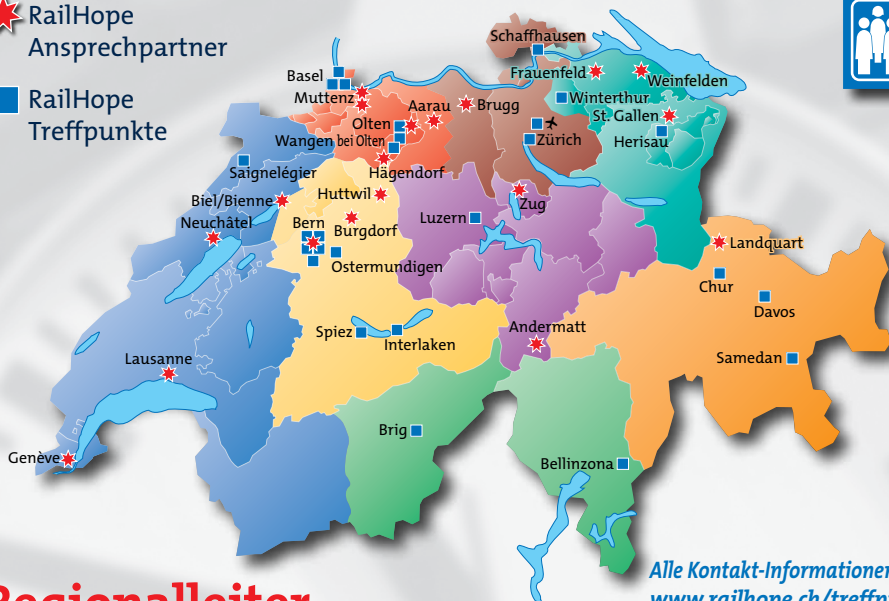 RailHope
Ansprechpartner
RailHope
Treffpunkte
Schaffhausen
Basel
Frauenfeld
Weinfelden
Muttenz
Aarau
Brugg
Winterthur
Olten
St. Gallen
Wangen bei Olten
Zürich
Herisau
Saignelégier
Hägendorf
Biel/Bienne
Huttwil
Zug
Neuchâtel
Bern
Burgdorf
Luzern
Landquart
Ostermundigen
Chur
Davos
Andermatt
Spiez
Interlaken
Lausanne
Samedan
Brig
Genève
Bellinzona
Alle Kontakt-Informationen
Regionalleiter
www.railhope.ch/treffpu